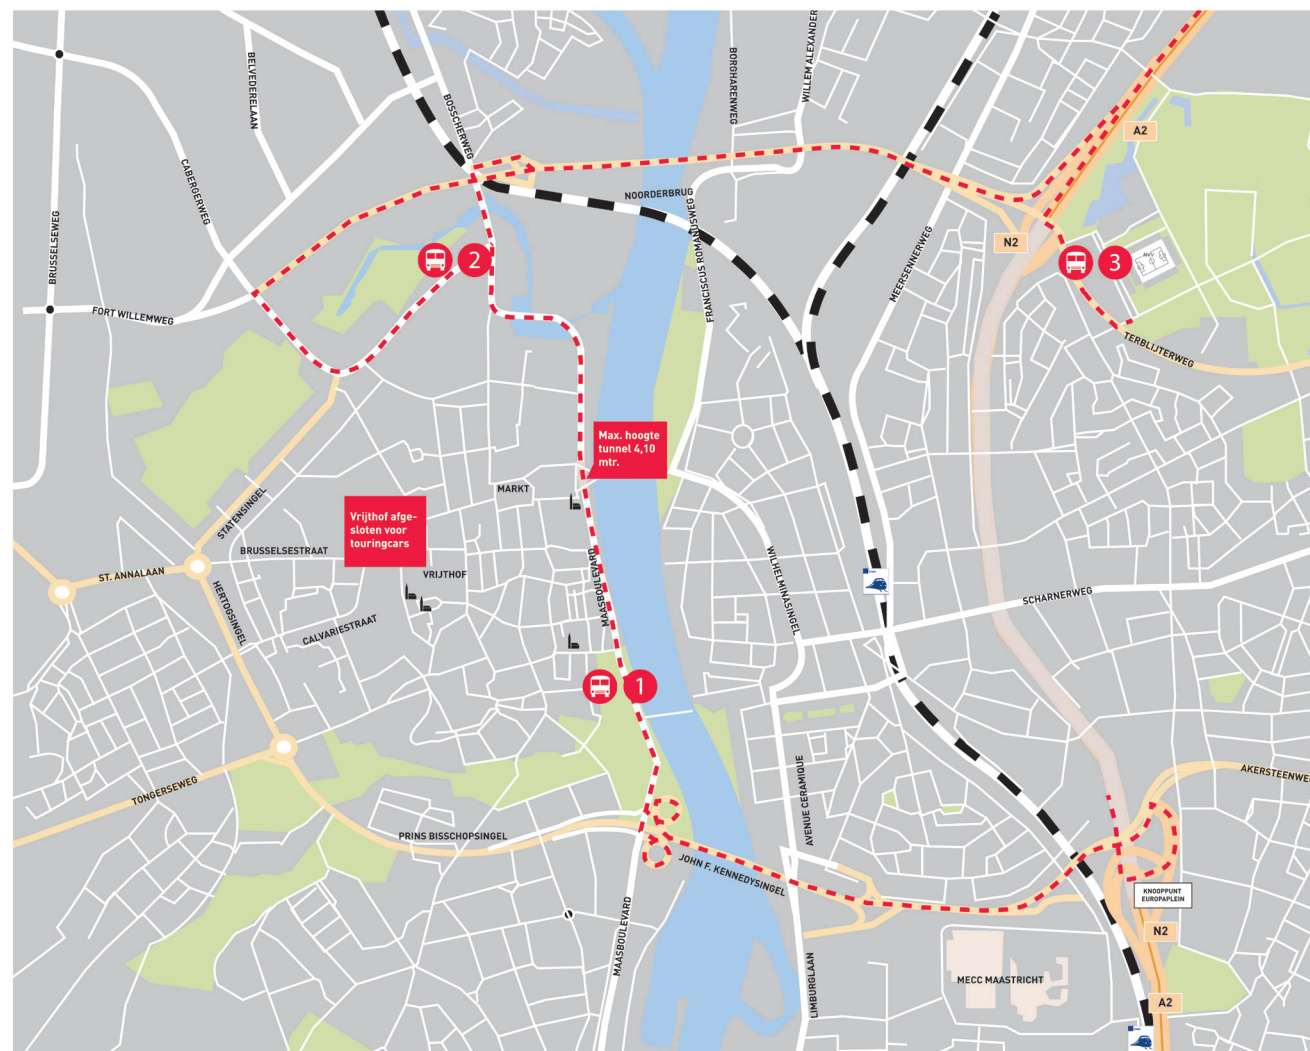 WILLEM ALEXANDER
BORGHARENWEG
BELVEDERELAAN
BOSSCHERWEG
A2
CABERGERWEG
NOORDERBRUG
FRANCISCUS ROMANUSWEG
MEERSENNERWEG
BRUSSELSEWEG
N2
MVV
2
3
FORT WILLEMWEG
TERBLIJTERWEG
Max. hoogte
tunnel 4,10
mtr.
MARKT
STATENSINGEL
Vrijthof afge-
sloten voor
touringcars
BRUSSELSESTRAAT
VRIJTHOF
ST. ANNALAAN
HERTOGSINGEL
CALVARIESTRAAT
MAASBOULEVARD
WILHELMINASINGEL
SCHARNERWEG
1
TONGERSEWEG
PRINS BISSCHOPSINGEL
AVENUE CERAMIQUE
AKERSTEENWEG
JOHN F. KENNEDYSINGEL
KNOOPPUNT
EUROPAPLEIN
MAASBOULEVARD
N2
LIMBURGLAAN
MECC MAASTRICHT
A2